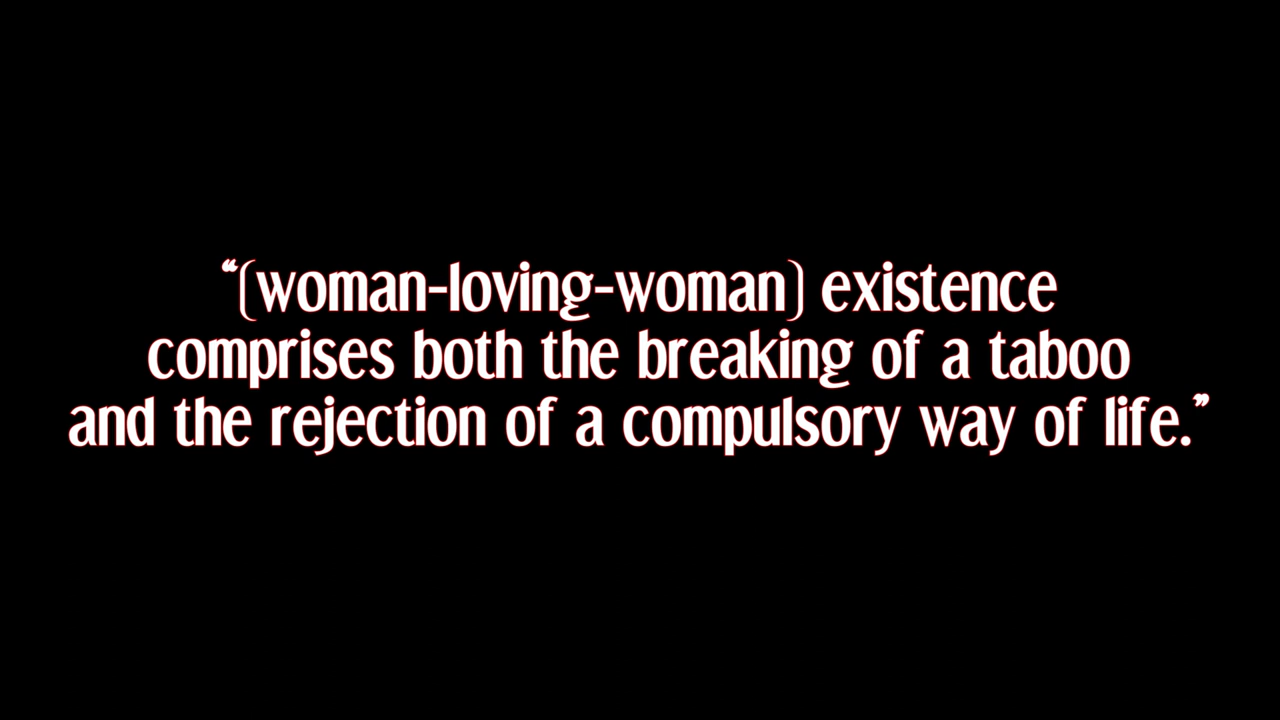 “(woman-loving-woman) existence
comprises both the breaking of a taboo
and the rejection of a compulsory way of life.”